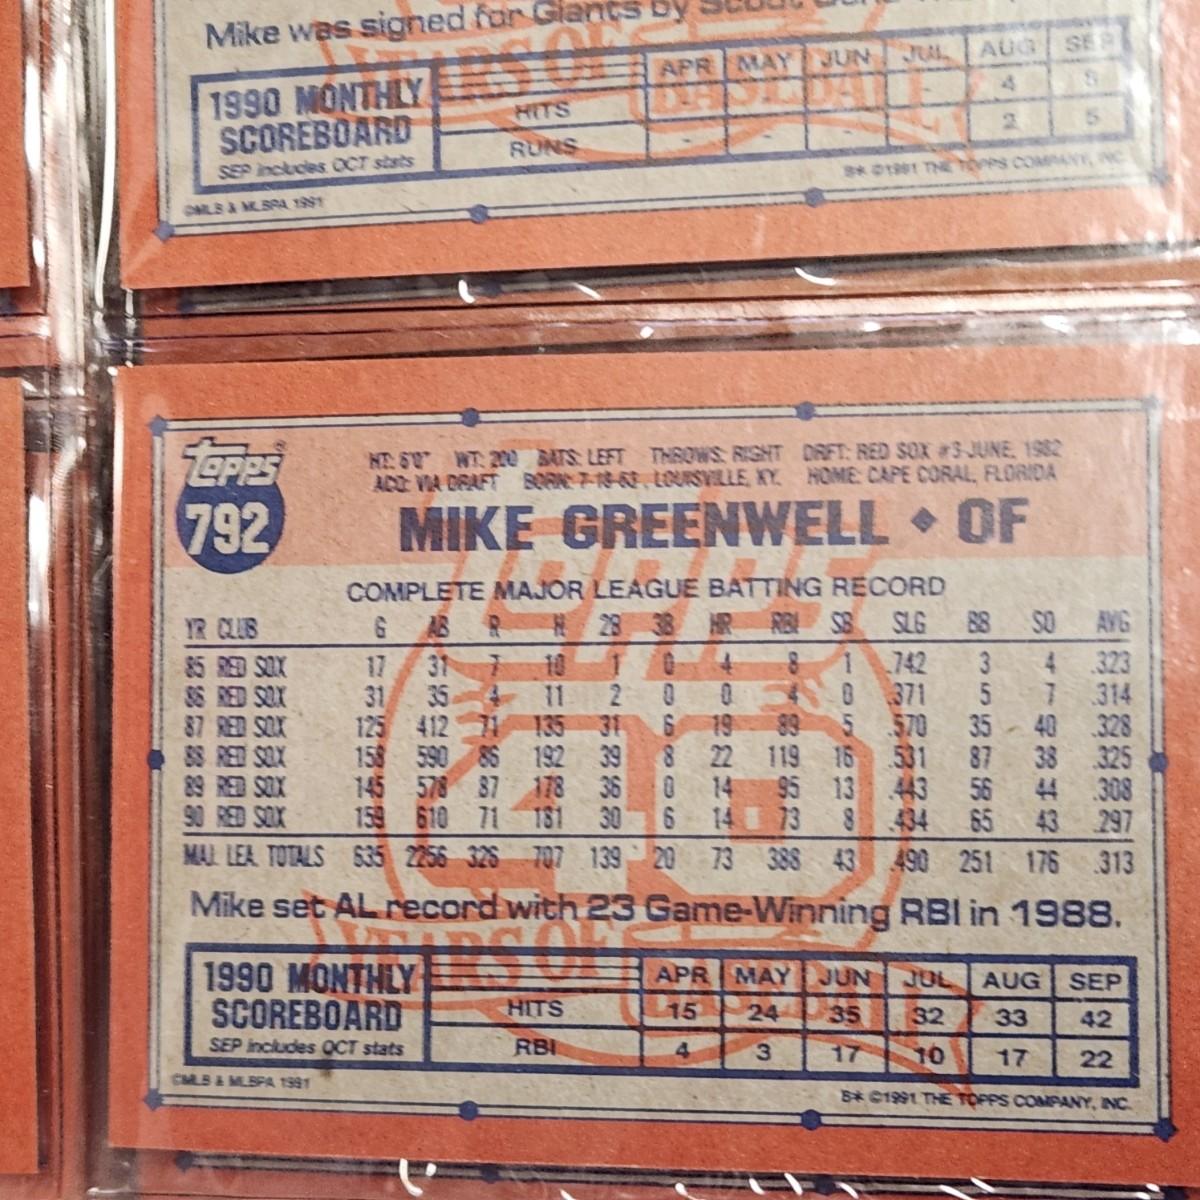 Mike was signed for Giants by Scout
APR MAY JUN JUL AUG SEP
1990 MONTHLY SCOREBOARD
SEP includes OCT stats
HITS - - - - 4 8
RUNS - - - - 2 5
©MLB & MLBPA 1991
B* ©1991 THE TOPPS COMPANY, INC.
topps®
792
HT: 6'0" WT: 200 BATS: LEFT THROWS: RIGHT DRFT: RED SOX #3-JUNE, 1982
ACQ: VIA DRAFT BORN: 7-18-63, LOUISVILLE, KY. HOME: CAPE CORAL, FLORIDA
MIKE GREENWELL ◆ OF
COMPLETE MAJOR LEAGUE BATTING RECORD
YR CLUB G AB R H 2B 3B HR RBI SB SLG BB SO AVG
85 RED SOX 17 31 7 10 1 0 4 8 1 .742 3 4 .323
86 RED SOX 31 35 4 11 2 0 0 4 0 .371 5 7 .314
87 RED SOX 125 412 71 135 31 6 19 89 5 .570 35 40 .328
88 RED SOX 158 590 86 192 39 8 22 119 16 .531 87 38 .325
89 RED SOX 145 578 87 178 36 0 14 95 13 .443 56 44 .308
90 RED SOX 159 610 71 181 30 6 14 73 8 .434 65 43 .297
MAJ. LEA. TOTALS 635 2256 326 707 139 20 73 388 43 .490 251 176 .313
Mike set AL record with 23 Game-Winning RBI in 1988.
1990 MONTHLY SCOREBOARD
SEP includes OCT stats
APR MAY JUN JUL AUG SEP
HITS 15 24 35 32 33 42
RBI 4 3 17 10 17 22
©MLB & MLBPA 1991
B* ©1991 THE TOPPS COMPANY, INC.
topps
40
YEARS OF
BASEBALL